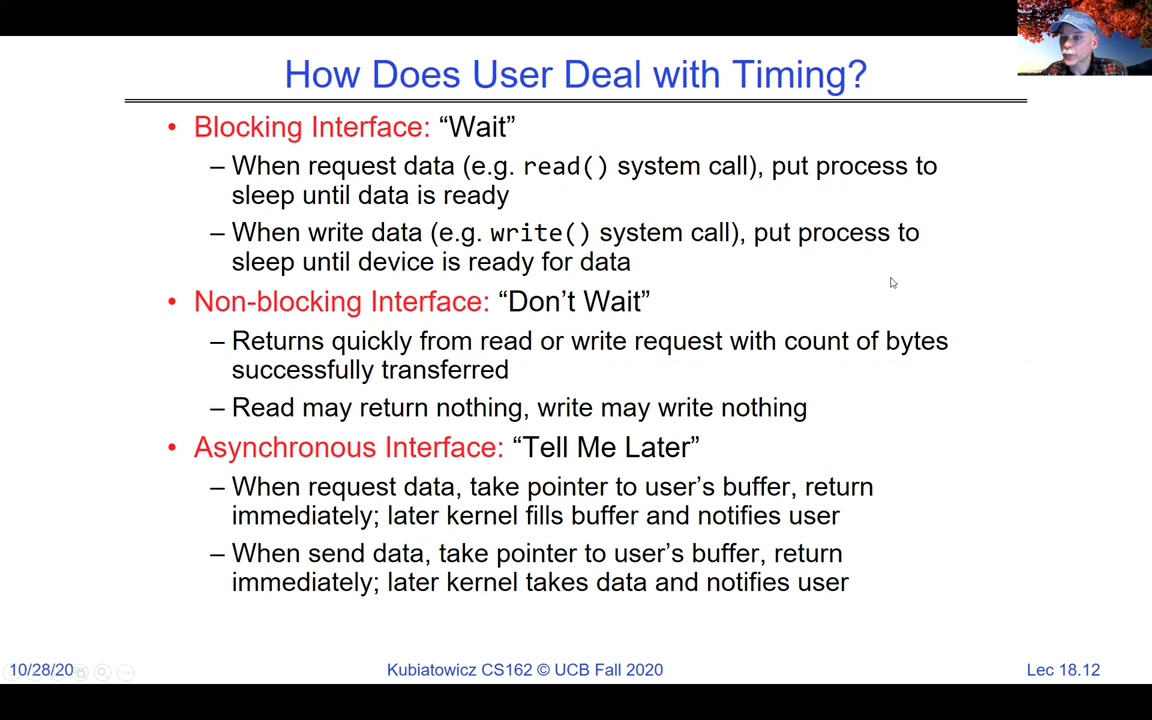 How Does User Deal with Timing?
• Blocking Interface: “Wait”
– When request data (e.g. read() system call), put process to
sleep until data is ready
– When write data (e.g. write() system call), put process to
sleep until device is ready for data
• Non-blocking Interface: “Don’t Wait”
– Returns quickly from read or write request with count of bytes
successfully transferred
– Read may return nothing, write may write nothing
• Asynchronous Interface: “Tell Me Later”
– When request data, take pointer to user’s buffer, return
immediately; later kernel fills buffer and notifies user
– When send data, take pointer to user’s buffer, return
immediately; later kernel takes data and notifies user
10/28/20
Kubiatowicz CS162 © UCB Fall 2020
Lec 18.12